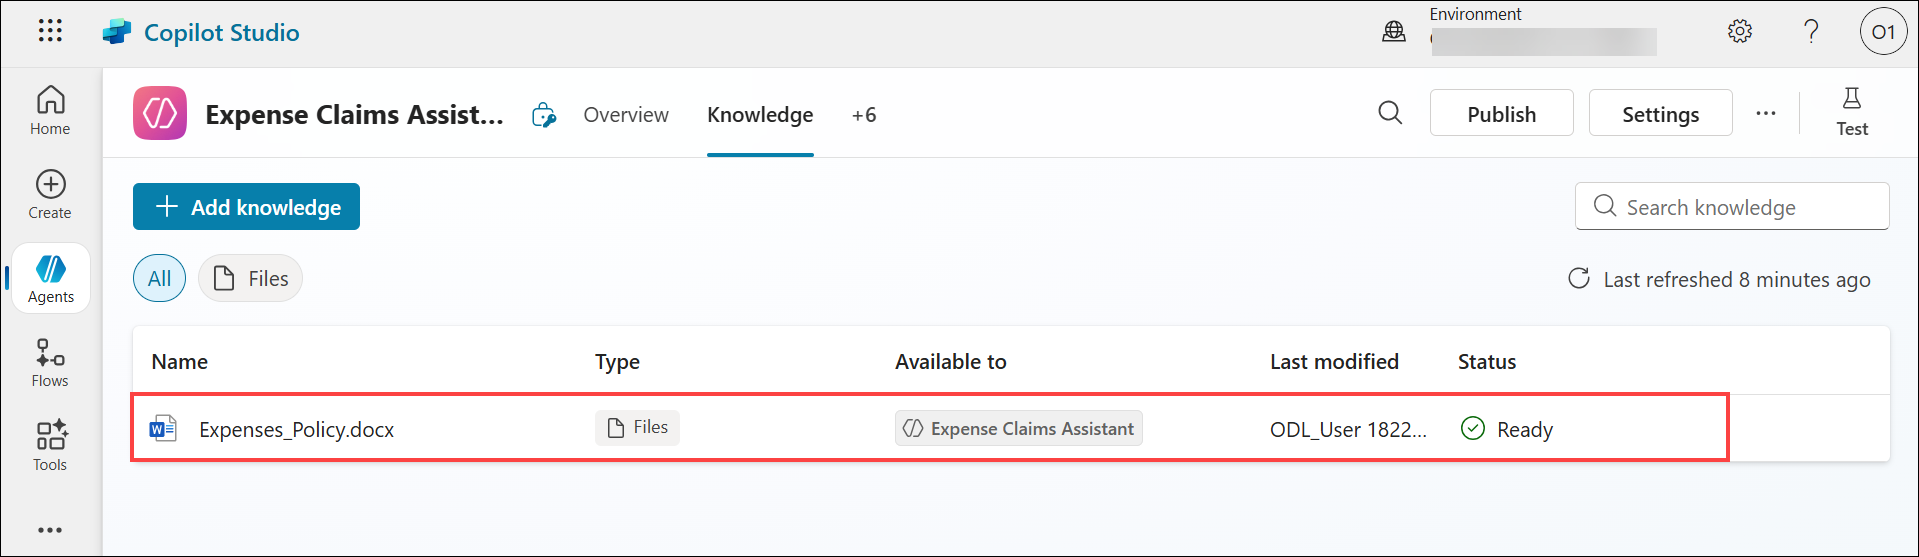 Copilot Studio
Environment
O1
Home
Create
Agents
Flows
Tools
Expense Claims Assist...
Overview
Knowledge
+6
Publish
Settings
...
Test
Add knowledge
Search knowledge
All
Files
Last refreshed 8 minutes ago
Name Type Available to Last modified Status
Expenses_Policy.docx Files Expense Claims Assistant ODL_User 1822... Ready